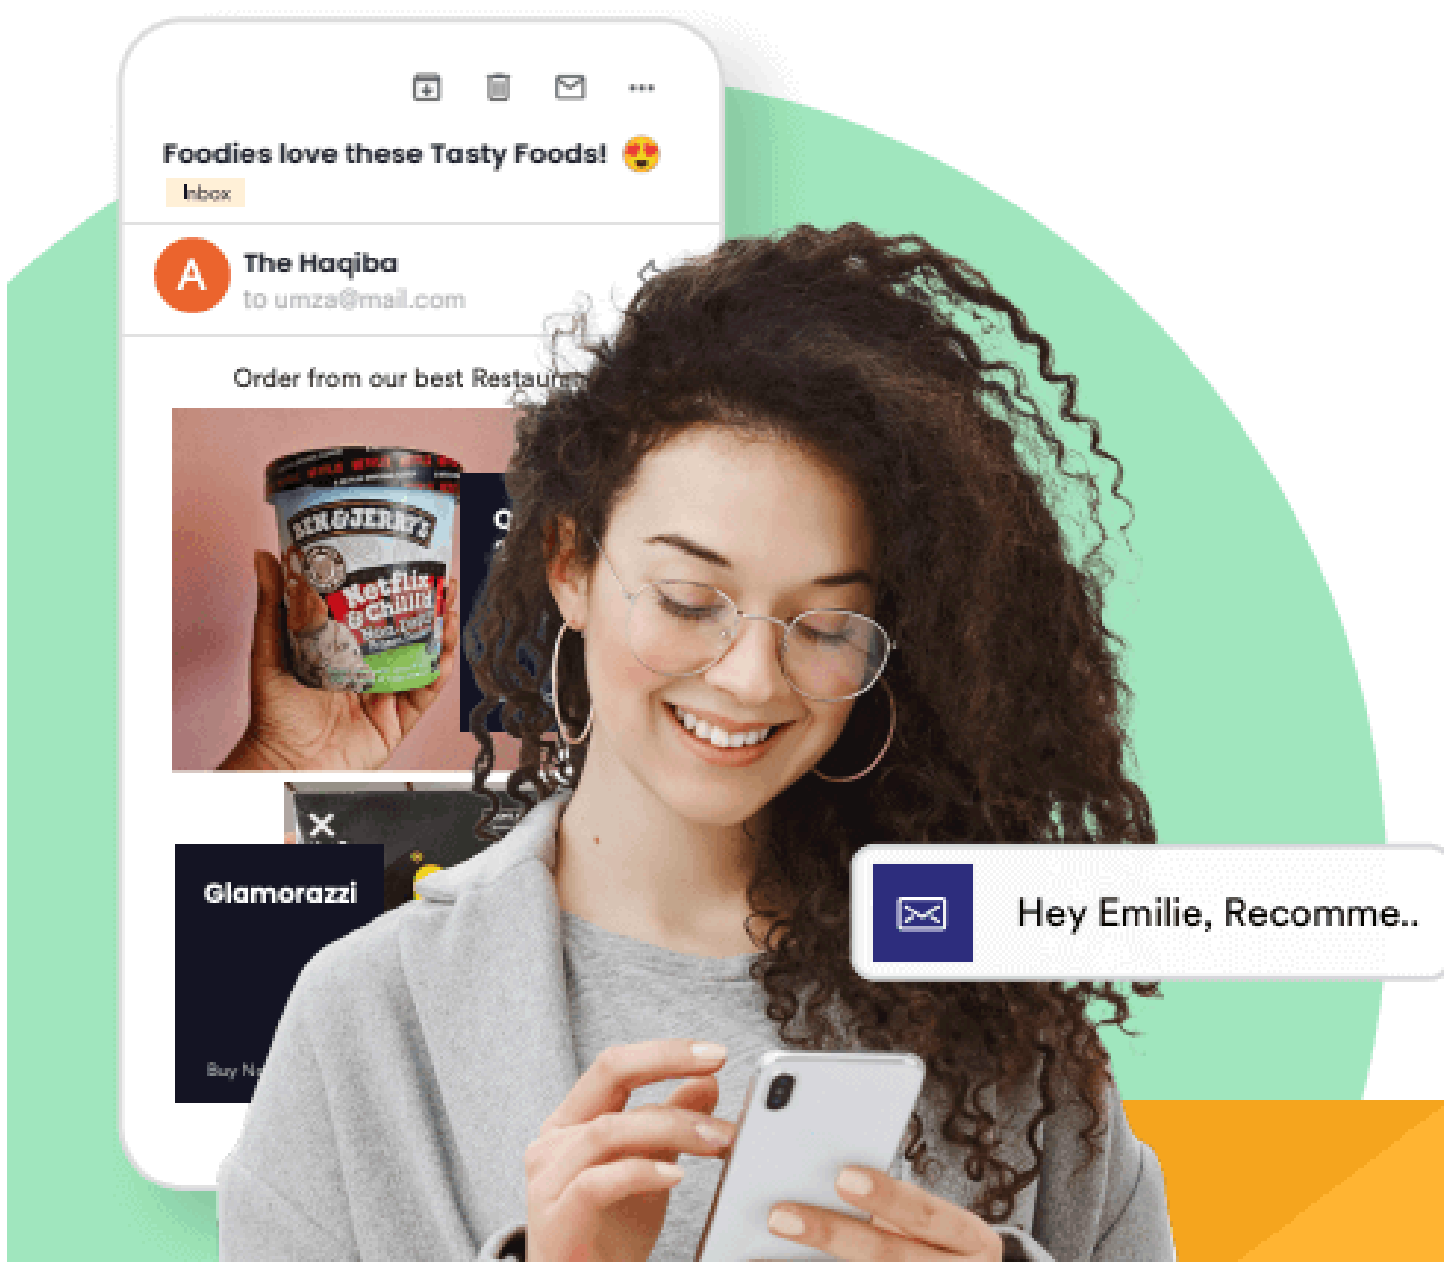 Foodies love these Tasty Foods!
Inbox
A
The Haqiba
to umza@mail.com
Order from our best
BEN & JERRY'S
Netflix
& Chilll'd
Glamorazzi
Buy
Hey Emilie, Recomme..